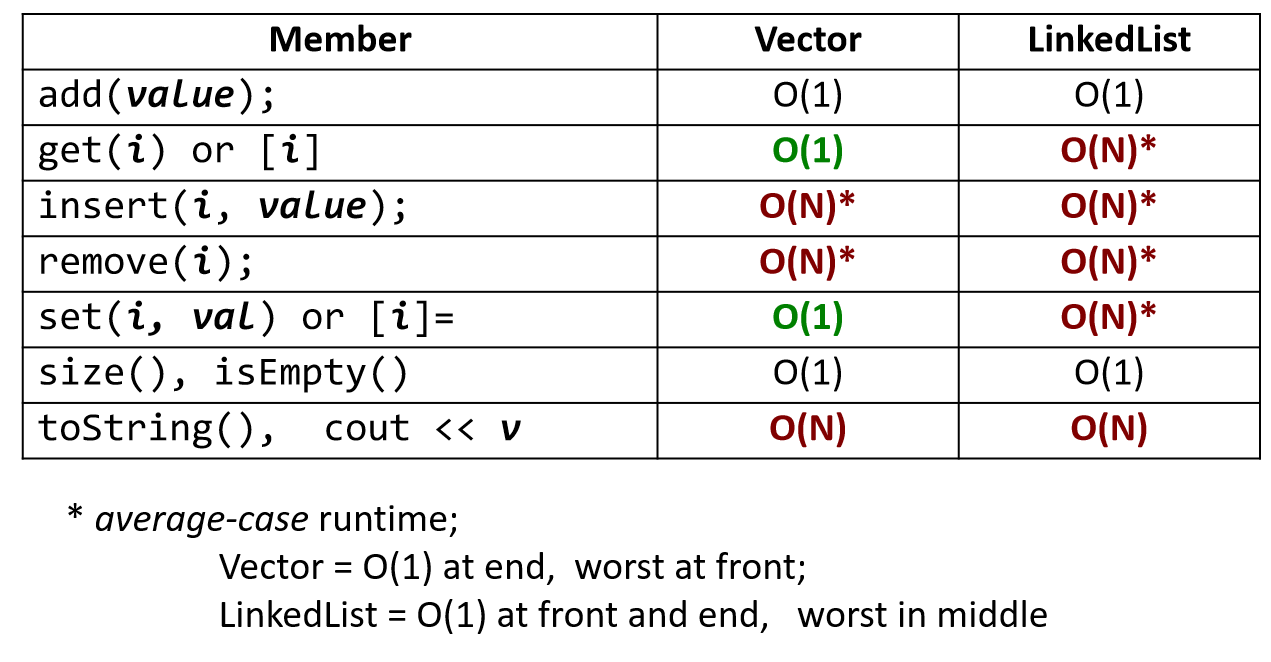 Member Vector LinkedList
add(value); O(1) O(1)
get(i) or [i] O(1) O(N)*
insert(i, value); O(N)* O(N)*
remove(i); O(N)* O(N)*
set(i, val) or [i]= O(1) O(N)*
size(), isEmpty() O(1) O(1)
toString(), cout << v O(N) O(N)
* average-case runtime;
Vector = O(1) at end, worst at front;
LinkedList = O(1) at front and end, worst in middle